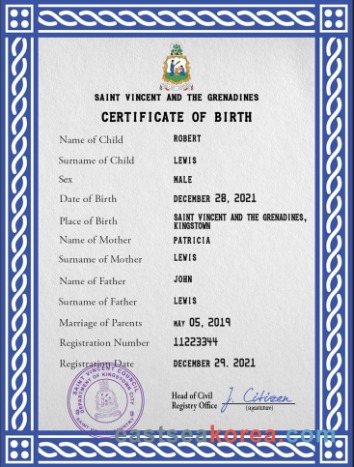 SAINT VINCENT AND THE GRENADINES
CERTIFICATE OF BIRTH
Name of Child ROBERT
Surname of Child LEWIS
Sex MALE
Date of Birth DECEMBER 28, 2021
Place of Birth SAINT VINCENT AND THE GRENADINES,
KINGSTOWN
Name of Mother PATRICIA
Surname of Mother LEWIS
Name of Father JOHN
Surname of Father LEWIS
Marriage of Parents MAY 05, 2019
Registration Number 11223344
Registration Date DECEMBER 29. 2021
SAINT VINCENT COUNCIL
DEPARTMENT OF KINGSTOWN CITY
Head of Civil
Registry Office
J. Citizen
(signature)
eastseakorea.com